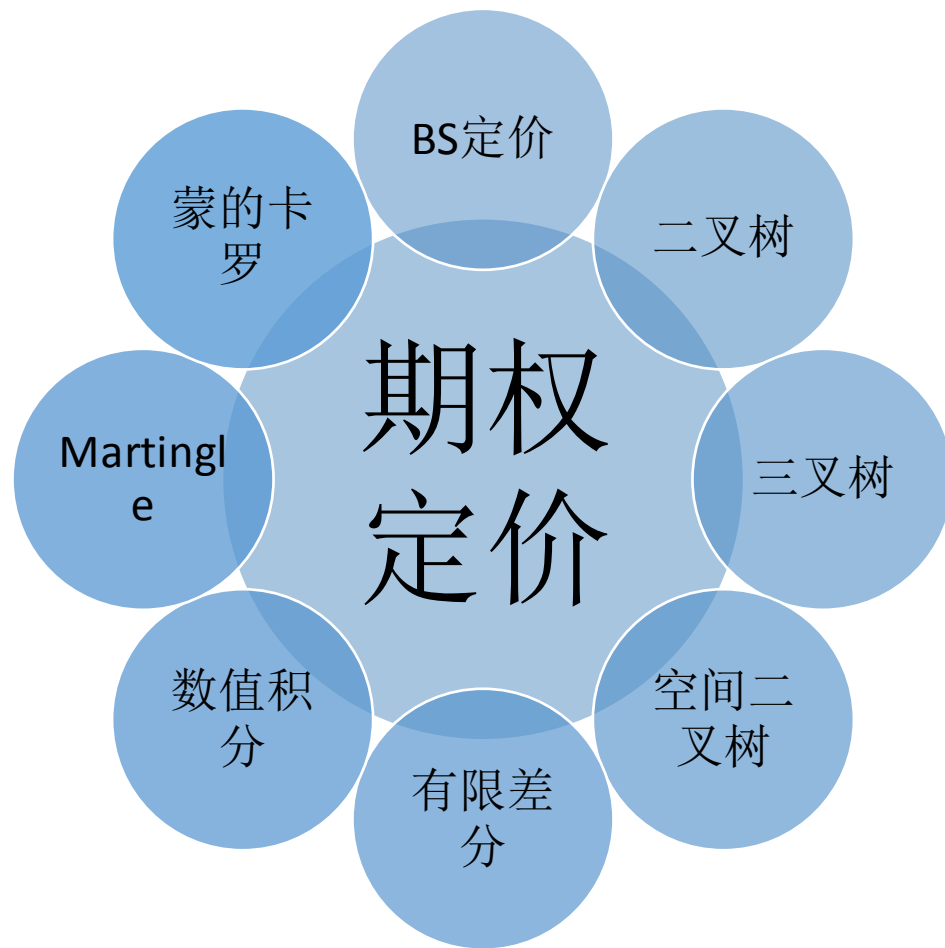 期权
定价
BS定价
二叉树
三叉树
空间二
叉树
有限差
分
数值积
分
Martingl
e
蒙的卡
罗